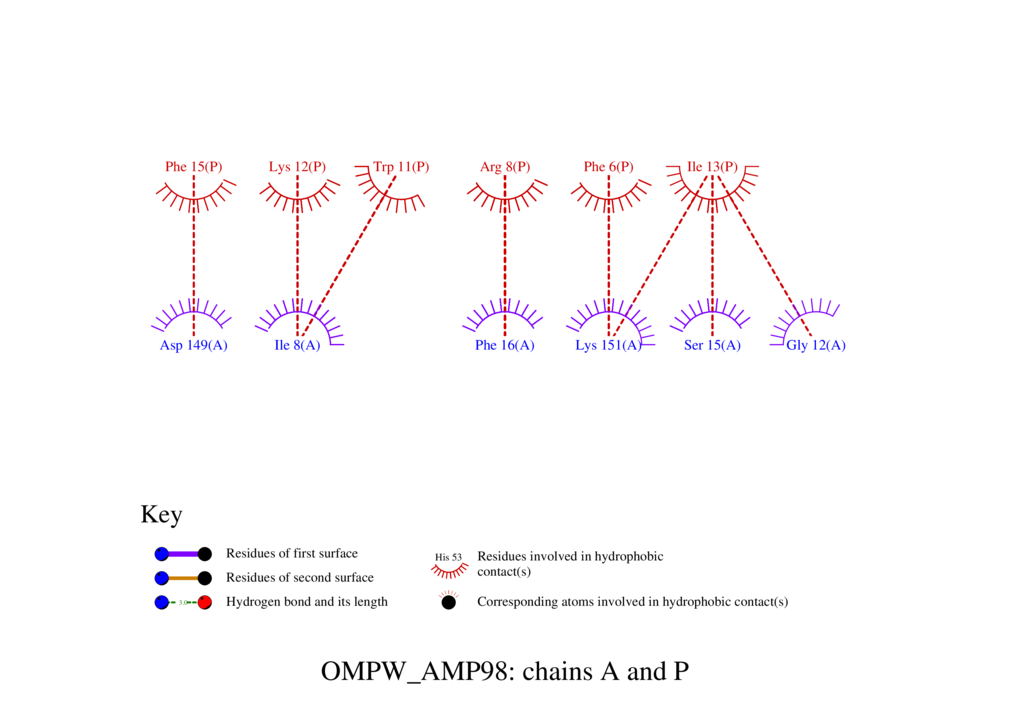 Phe 15(P) Lys 12(P) Trp 11(P) Arg 8(P) Phe 6(P) Ile 13(P)
Asp 149(A) Ile 8(A) Phe 16(A) Lys 151(A) Ser 15(A) Gly 12(A)
Key
Residues of first surface
Residues of second surface
3.0 Hydrogen bond and its length
His 53 Residues involved in hydrophobic
contact(s)
Corresponding atoms involved in hydrophobic contact(s)
OMPW_AMP98: chains A and P